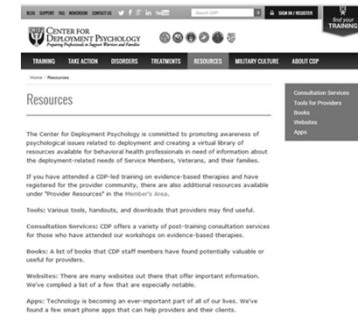 BLOG SUPPORT FAQ NEWSROOM CONTACT US
Search CDP
SIGN IN / REGISTER
find your
TRAINING
CENTER FOR
DEPLOYMENT PSYCHOLOGY
Preparing Professionals to Support Warriors and Families
TRAINING TAKE ACTION DISORDERS TREATMENTS RESOURCES MILITARY CULTURE ABOUT CDP
Home › Resources
Consultation Services
Tools for Providers
Books
Websites
Apps
Resources
The Center for Deployment Psychology is committed to promoting awareness of
psychological issues related to deployment and creating a virtual library of
resources available for behavioral health professionals in need of information about
the deployment-related needs of Service Members, Veterans, and their families.
If you have attended a CDP-led training on evidence-based therapies and have
registered for the provider community, there are also additional resources available
under "Provider Resources" in the Member's Area.
Tools: Various tools, handouts, and downloads that providers may find useful.
Consultation Services: CDP offers a variety of post-training consultation services
for those who have attended our workshops on evidence-based therapies.
Books: A list of books that CDP staff members have found potentially valuable or
useful for providers.
Websites: There are many websites out there that offer important information.
We've complied a list of a few that are especially notable.
Apps: Technology is becoming an ever-important part of all of our lives. We've
found a few smart phone apps that can help providers and their clients.